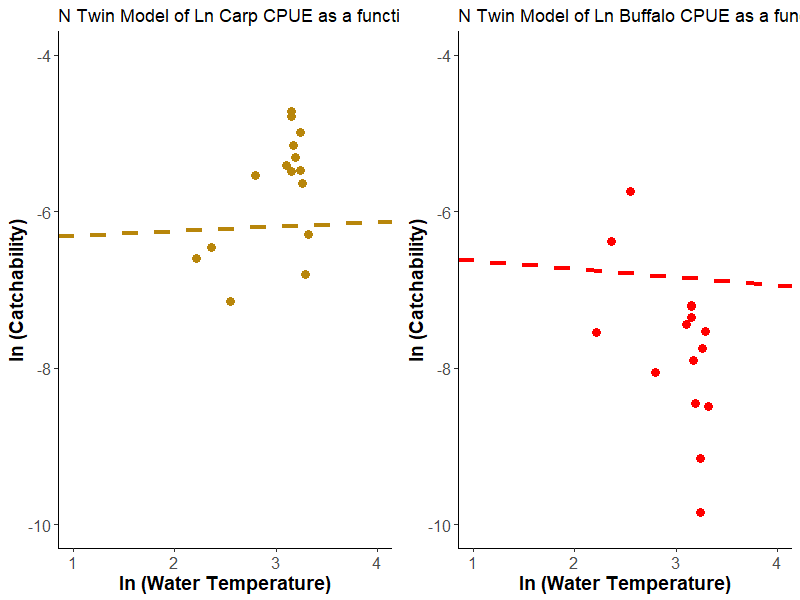 N Twin Model of Ln Carp CPUE as a functi
-4
-6
-8
-10
ln (Catchability)
1 2 3 4
ln (Water Temperature)
N Twin Model of Ln Buffalo CPUE as a func
-4
-6
-8
-10
ln (Catchability)
1 2 3 4
ln (Water Temperature)